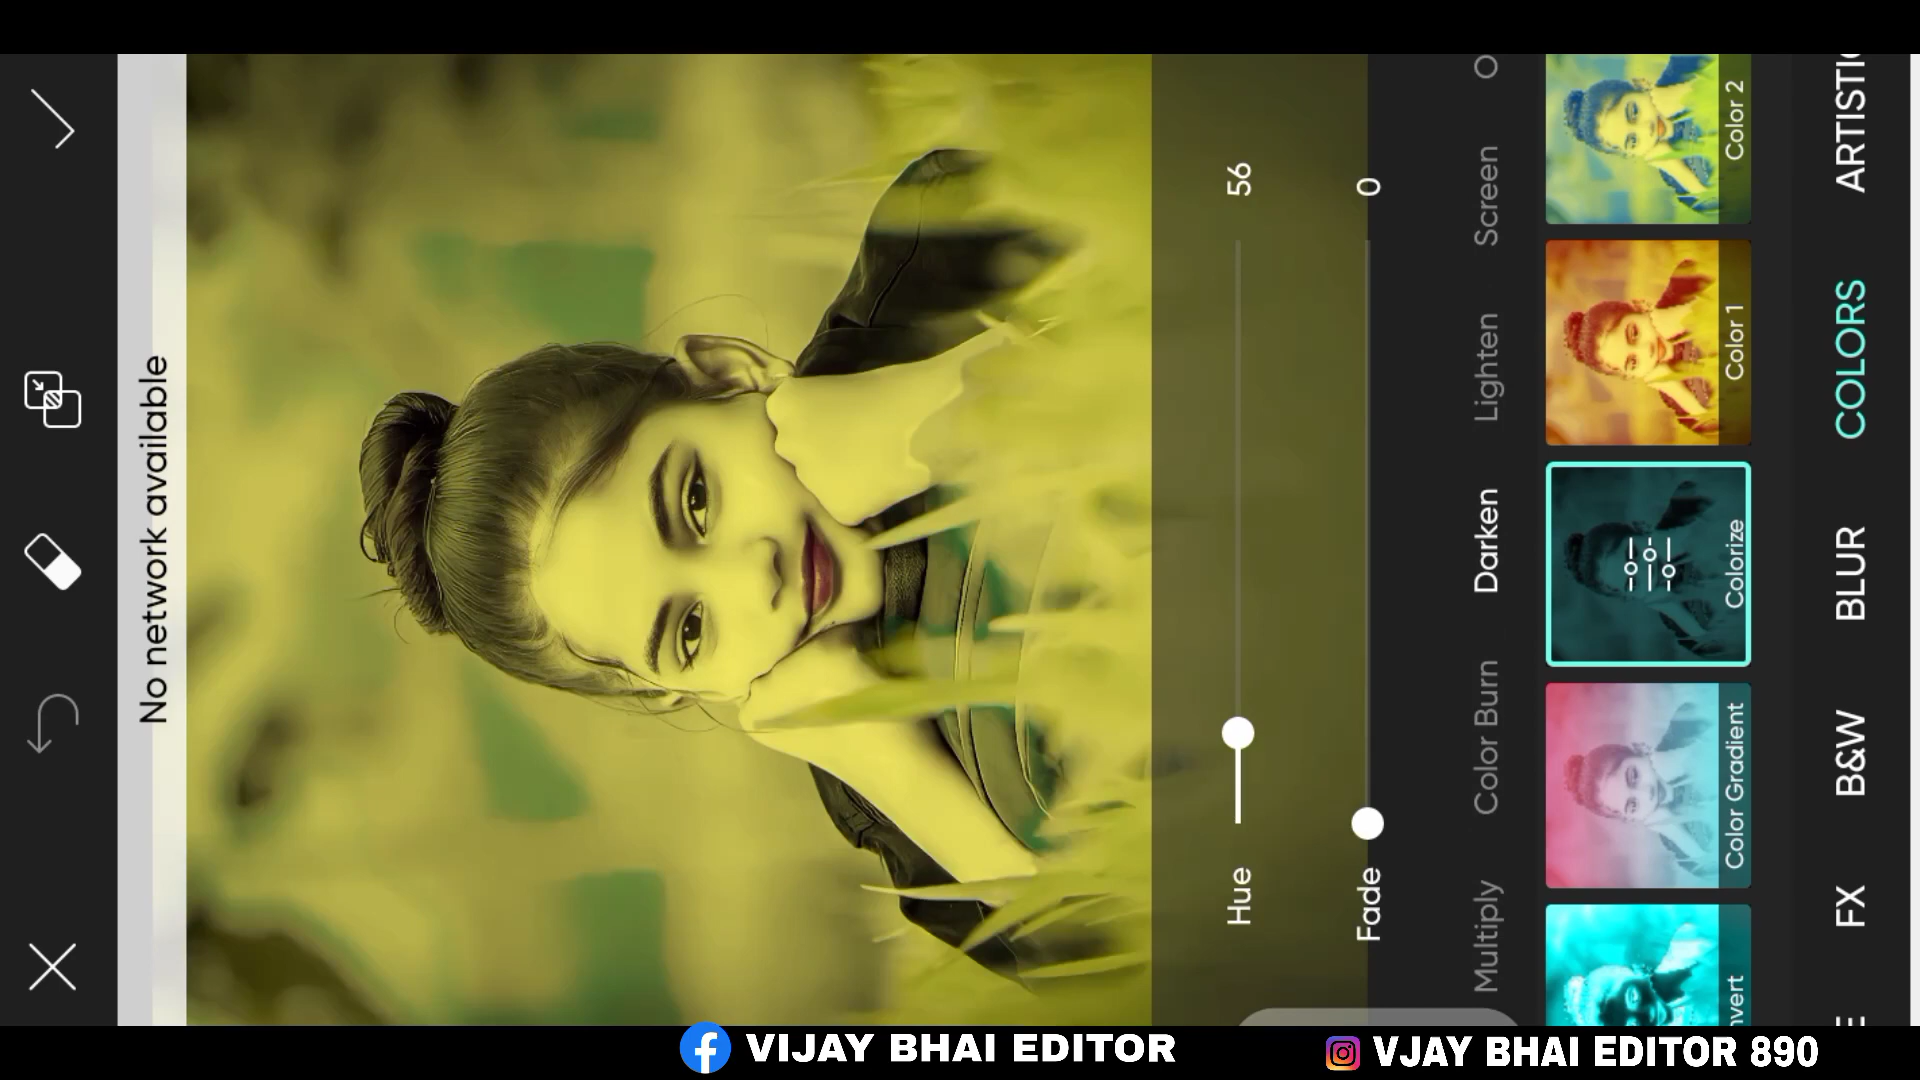 No network available
Hue
56
Fade
0
Multiply
Color Burn
Darken
Lighten
Screen
O
nvert
Color Gradient
Colorize
Color 1
Color 2
E
FX
B&W
BLUR
COLORS
ARTISTIC
VIJAY BHAI EDITOR
VJAY BHAI EDITOR 890